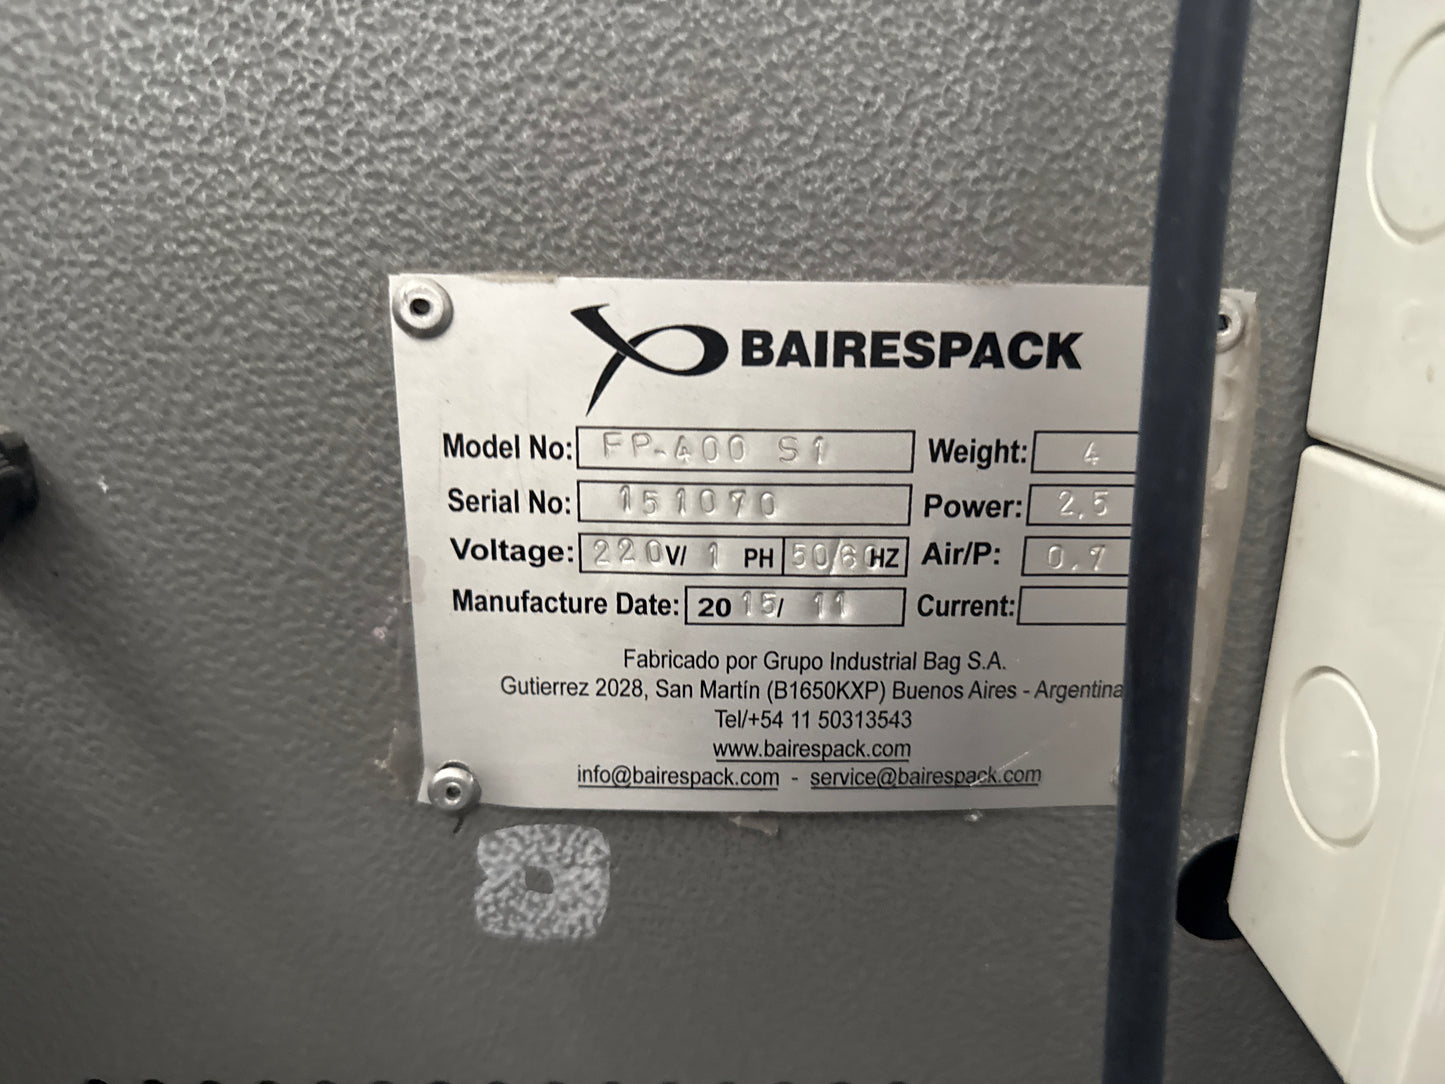 BAIRESPACK
Model No: FP-400 S1 Weight: 4
Serial No: 151070 Power: 2,5
Voltage: 220V/ 1 PH 50/60HZ Air/P: 0.7
Manufacture Date: 2015/ 11 Current:
Fabricado por Grupo Industrial Bag S.A.
Gutierrez 2028, San Martín (B1650KXP) Buenos Aires - Argentina
Tel/+54 11 50313543
www.bairespack.com
info@bairespack.com - service@bairespack.com